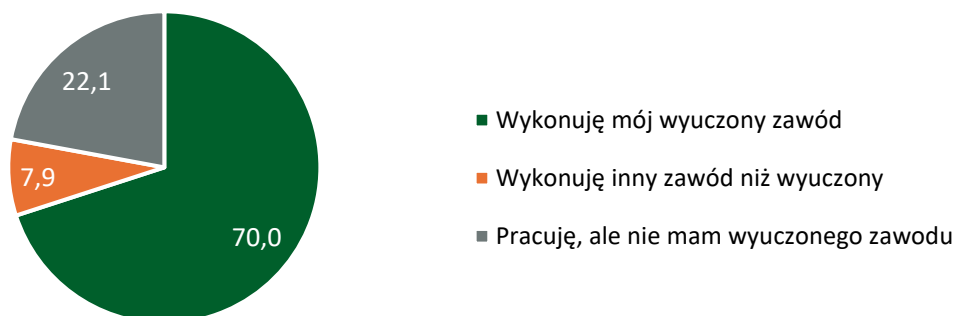 22,1
7,9
70,0
Wykonuję mój wyuczony zawód
Wykonuję inny zawód niż wyuczony
Pracuję, ale nie mam wyuczonego zawodu